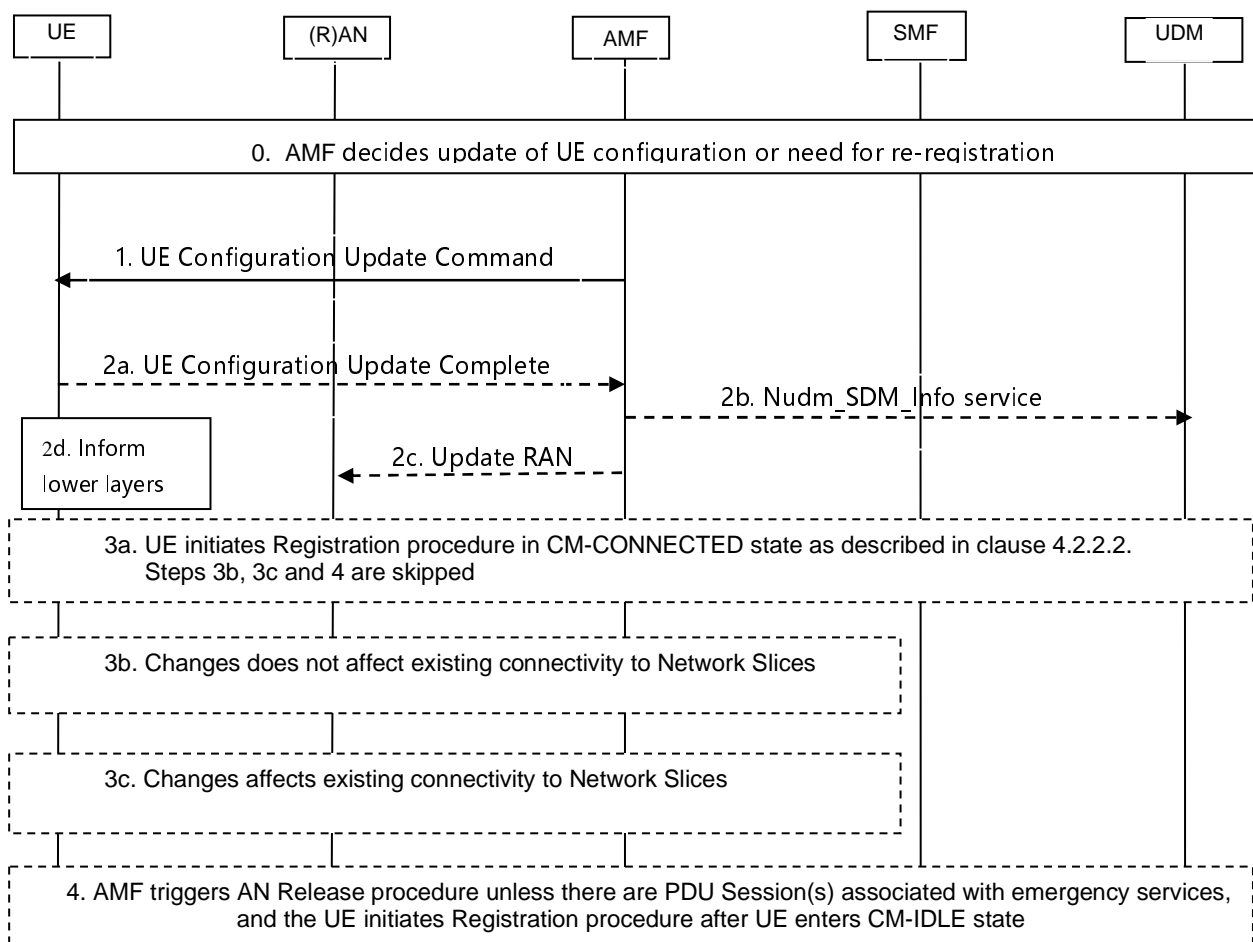 UE
(R)AN
AMF
SMF
UDM
0. AMF decides update of UE configuration or need for re-registration
1. UE Configuration Update Command
2a. UE Configuration Update Complete
2b. Nudm_SDM_Info service
2d. Inform
lower layers
2c. Update RAN
3a. UE initiates Registration procedure in CM-CONNECTED state as described in clause 4.2.2.2.
Steps 3b, 3c and 4 are skipped
3b. Changes does not affect existing connectivity to Network Slices
3c. Changes affects existing connectivity to Network Slices
4. AMF triggers AN Release procedure unless there are PDU Session(s) associated with emergency services,
and the UE initiates Registration procedure after UE enters CM-IDLE state